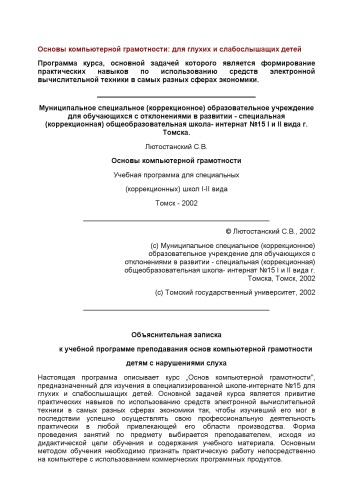 Основы компьютерной грамотности: для глухих и слабослышащих детей
Программа курса, основной задачей которого является формирование
практических навыков по использованию средств электронной
вычислительной техники в самых разных сферах экономики.
Муниципальное специальное (коррекционное) образовательное учреждение
для обучающихся с отклонениями в развитии - специальная
(коррекционная) общеобразовательная школа- интернат №15 I и II вида г.
Томска.
Лютостанский С.В.
Основы компьютерной грамотности
Учебная программа для специальных
(коррекционных) школ I-II вида
Томск - 2002
© Лютостанский С.В., 2002
(c) Муниципальное специальное (коррекционное)
образовательное учреждение для обучающихся с
отклонениями в развитии - специальная (коррекционная)
общеобразовательная школа- интернат №15 I и II вида г.
Томска, Томск, 2002
(c) Томский государственный университет, 2002
Объяснительная записка
к учебной программе преподавания основ компьютерной грамотности
детям с нарушениями слуха
Настоящая программа описывает курс „Основ компьютерной грамотности",
предназначенный для изучения в специализированной школе-интернате №15 для
глухих и слабослышащих детей. Основной задачей курса является привитие
практических навыков по использованию средств электронной вычислительной
техники в самых разных сферах экономики так, чтобы изучивший его мог в
последствии успешно осуществлять свою профессиональную деятельность
практически в любой привлекающей его области производства. Форма
проведения занятий по предмету выбирается преподавателем, исходя из
дидактической цели обучения и содержания учебного материала. Основным
методом обучения необходимо признать практическую работу непосредственно
на компьютере с использованием коммерческих программных продуктов.